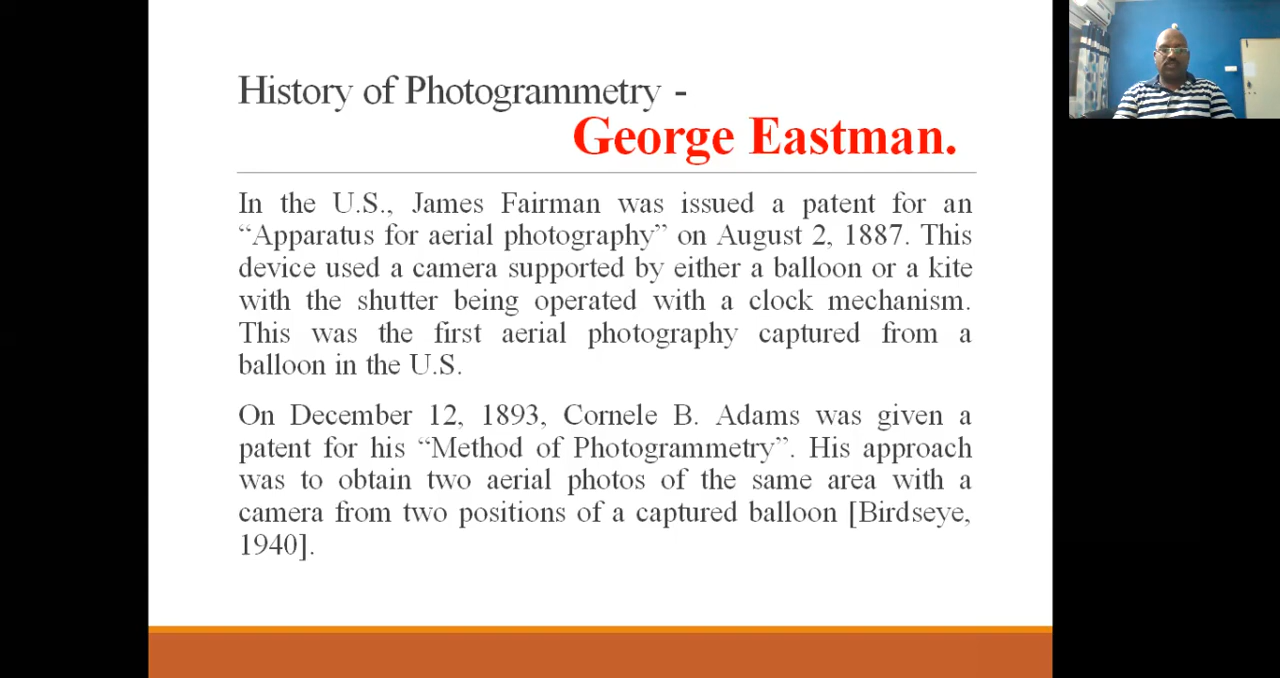 History of Photogrammetry -
George Eastman.
In the U.S., James Fairman was issued a patent for an
“Apparatus for aerial photography” on August 2, 1887. This
device used a camera supported by either a balloon or a kite
with the shutter being operated with a clock mechanism.
This was the first aerial photography captured from a
balloon in the U.S.
On December 12, 1893, Cornele B. Adams was given a
patent for his “Method of Photogrammetry”. His approach
was to obtain two aerial photos of the same area with a
camera from two positions of a captured balloon [Birdseye,
1940].